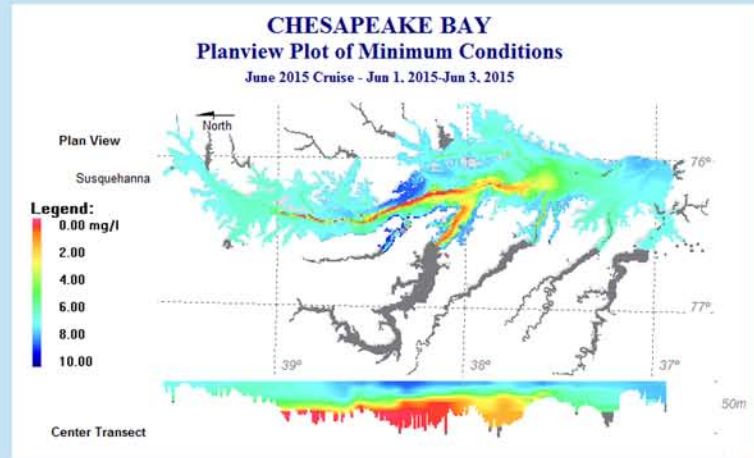 CHESAPEAKE BAY
Planview Plot of Minimum Conditions
June 2015 Cruise - Jun 1, 2015-Jun 3, 2015
North
Plan View
76°
Susquehanna
Legend:
0.00 mg/l
2.00
4.00
6.00
8.00
10.00
77°
39°
38°
37°
50m
Center Transect